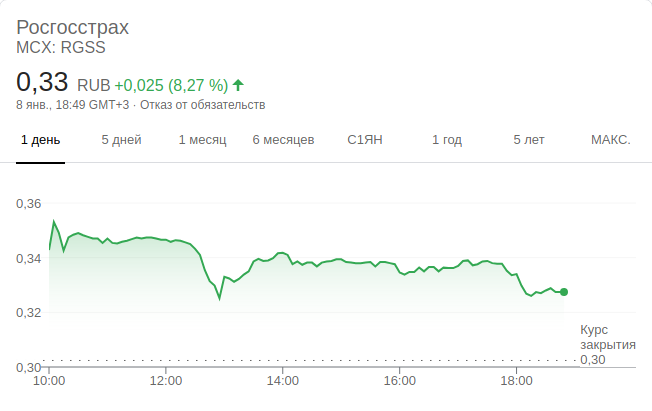 Росгосстрах
MCX: RGSS
0,33 RUB +0,025 (8,27 %)
8 янв., 18:49 GMT+3 · Отказ от обязательств
1 день 5 дней 1 месяц 6 месяцев С1ЯН 1 год 5 лет МАКС.
0,36
0,34
0,32
Курс
закрытия
0,30
0,30
10:00 12:00 14:00 16:00 18:00